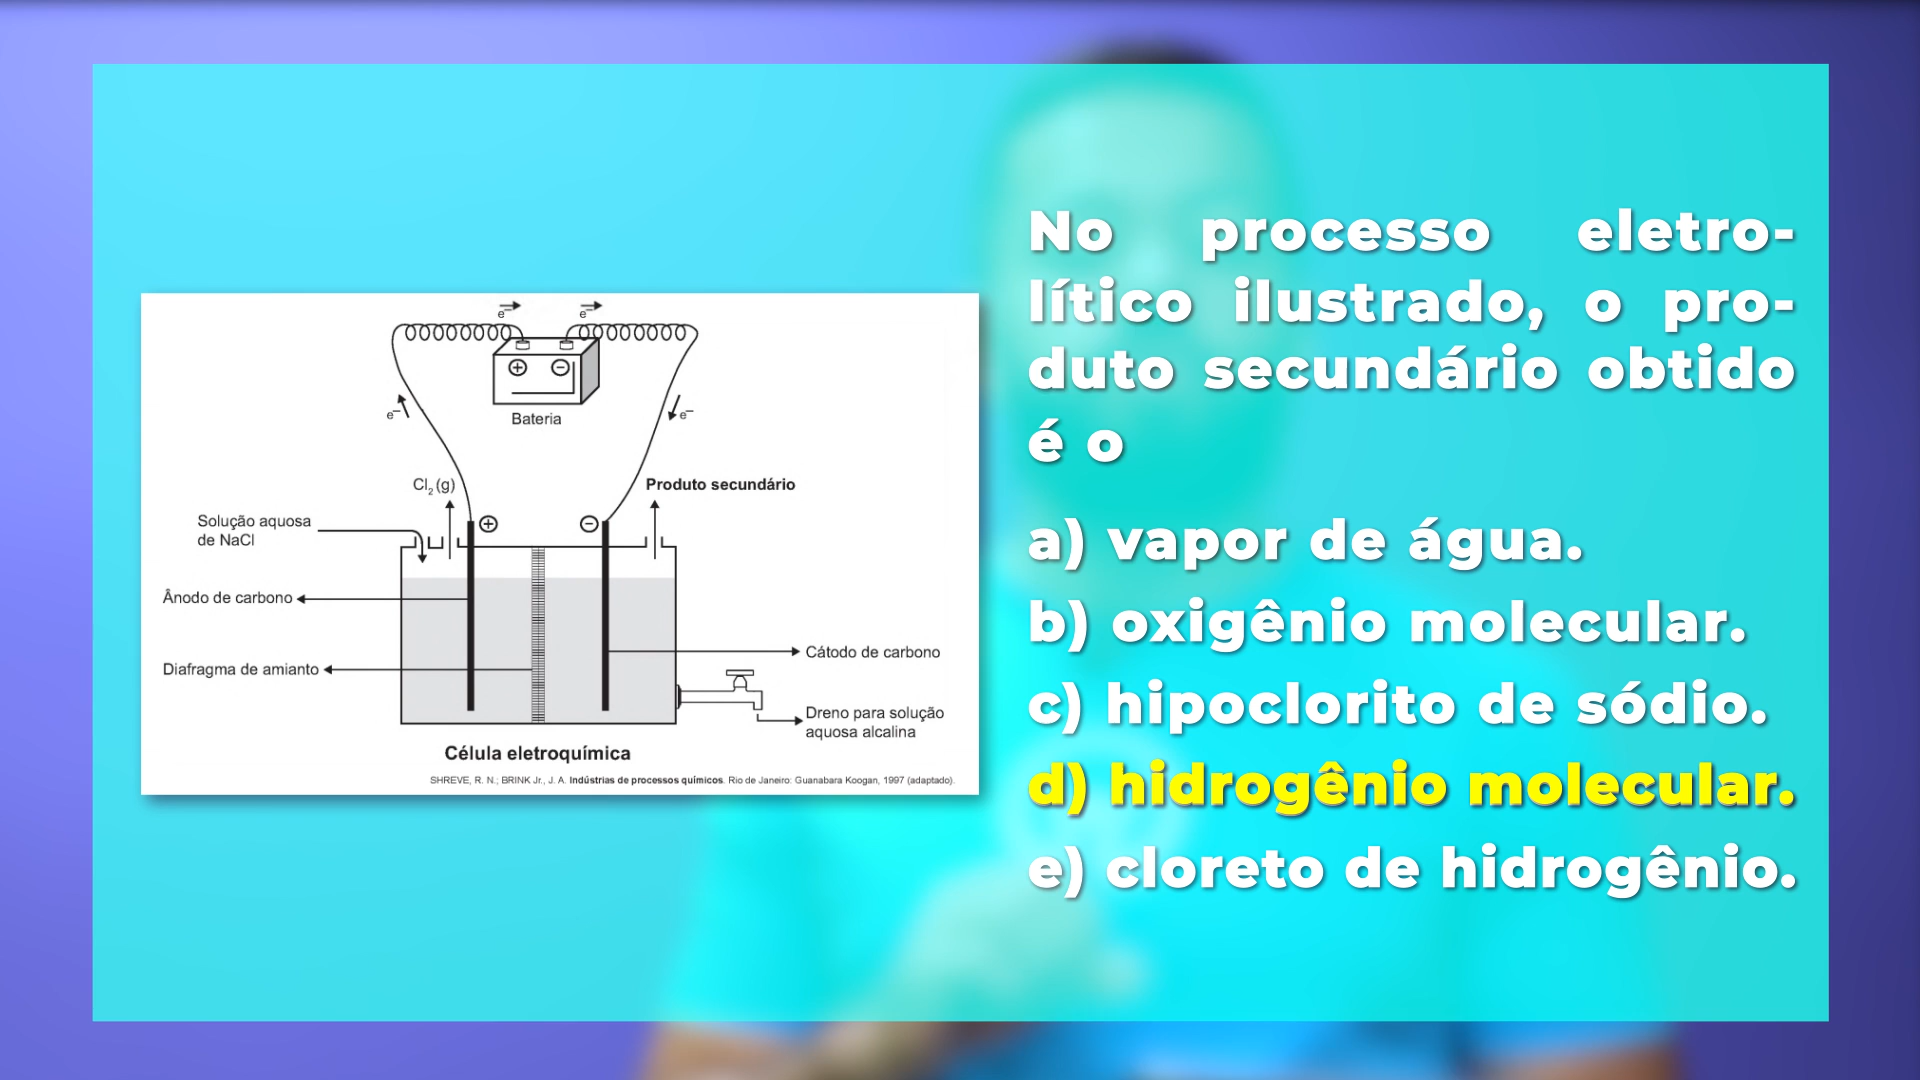 e⁻ e⁻
+ −
Bateria
e⁻ e⁻
Cl₂(g)
Produto secundário
+ −
Solução aquosa
de NaCl
Ânodo de carbono
Diafragma de amianto
Cátodo de carbono
Dreno para solução
aquosa alcalina
Célula eletroquímica
SHREVE, R. N.; BRINK Jr., J. A. Indústrias de processos químicos. Rio de Janeiro: Guanabara Koogan, 1997 (adaptado).
No processo eletro-
lítico ilustrado, o pro-
duto secundário obtido
é o
a) vapor de água.
b) oxigênio molecular.
c) hipoclorito de sódio.
d) hidrogênio molecular.
e) cloreto de hidrogênio.